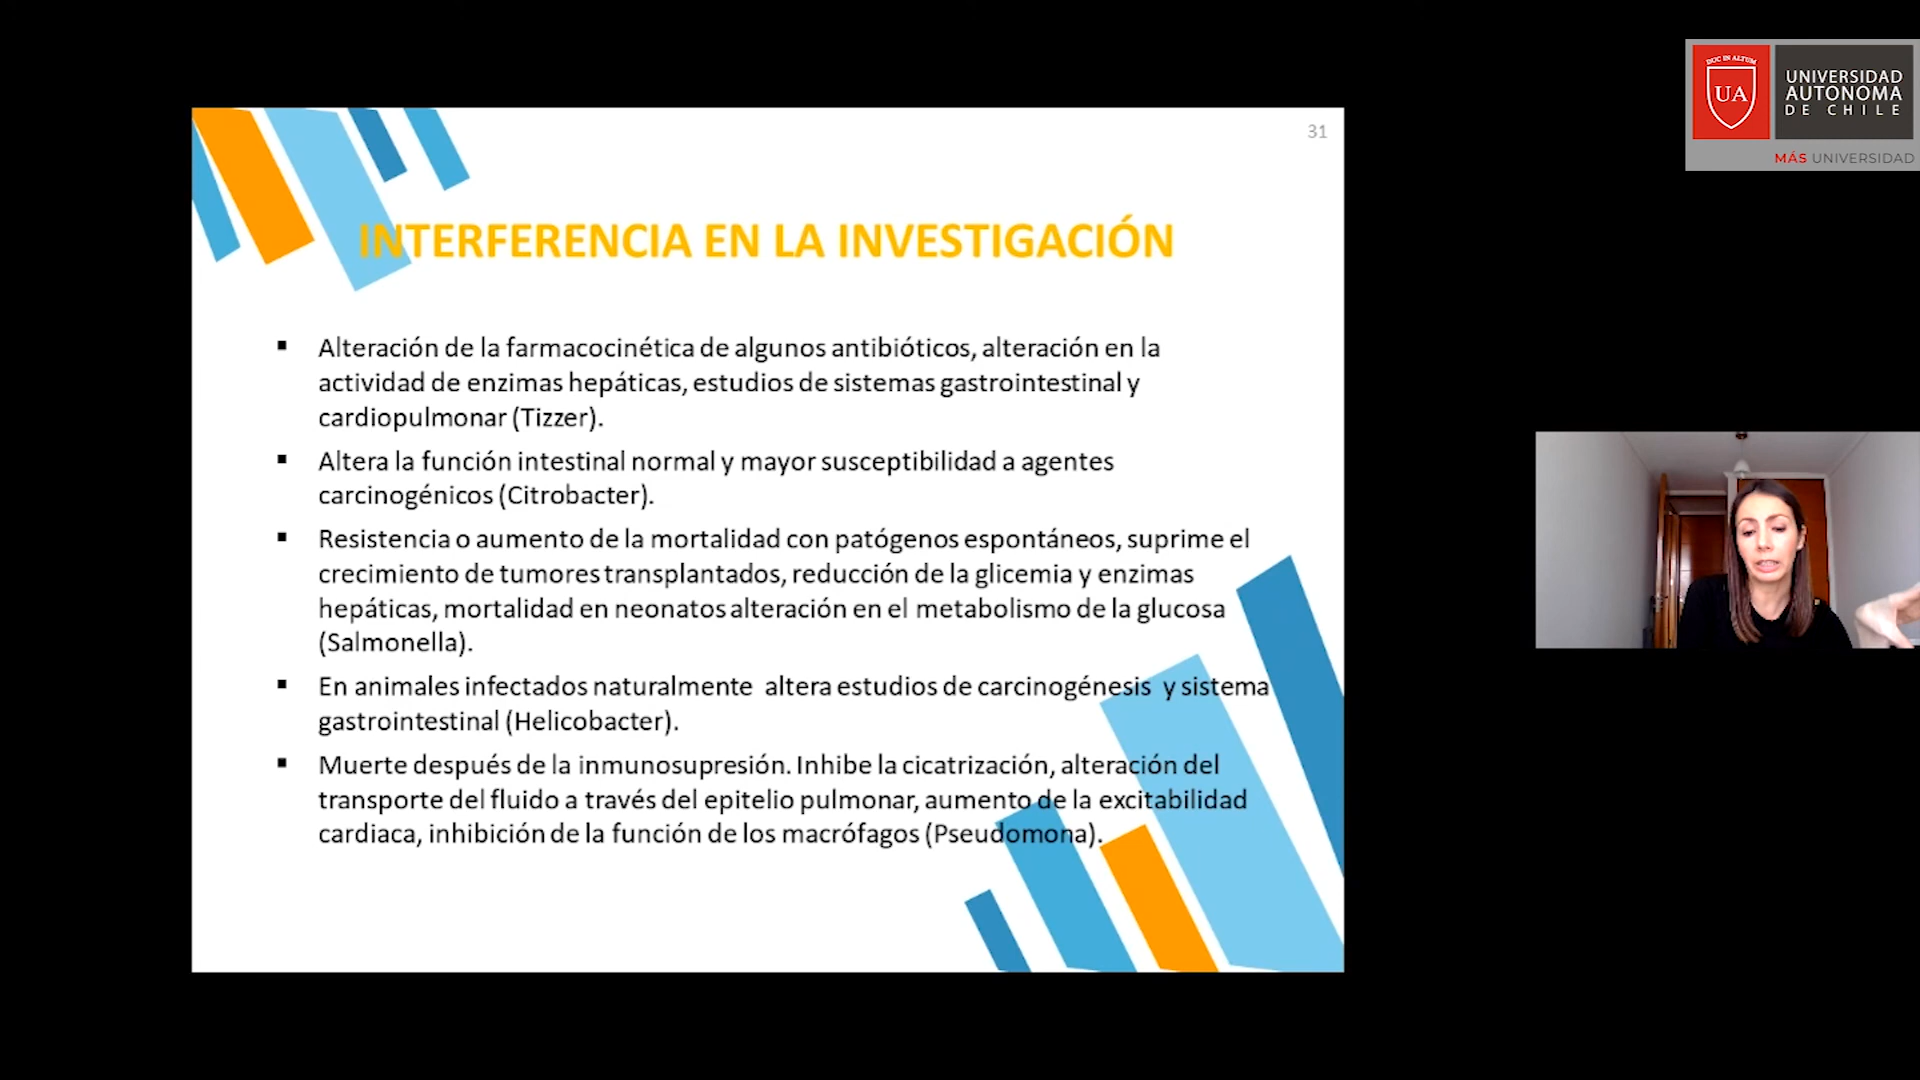 DOC IN ALTUM
UA
UNIVERSIDAD
AUTONOMA
DE CHILE
MÁS UNIVERSIDAD
31
INTERFERENCIA EN LA INVESTIGACIÓN
▪ Alteración de la farmacocinética de algunos antibióticos, alteración en la
actividad de enzimas hepáticas, estudios de sistemas gastrointestinal y
cardiopulmonar (Tizzer).
▪ Altera la función intestinal normal y mayor susceptibilidad a agentes
carcinogénicos (Citrobacter).
▪ Resistencia o aumento de la mortalidad con patógenos espontáneos, suprime el
crecimiento de tumores transplantados, reducción de la glicemia y enzimas
hepáticas, mortalidad en neonatos alteración en el metabolismo de la glucosa
(Salmonella).
▪ En animales infectados naturalmente altera estudios de carcinogénesis y sistema
gastrointestinal (Helicobacter).
▪ Muerte después de la inmunosupresión. Inhibe la cicatrización, alteración del
transporte del fluido a través del epitelio pulmonar, aumento de la excitabilidad
cardiaca, inhibición de la función de los macrófagos (Pseudomona).